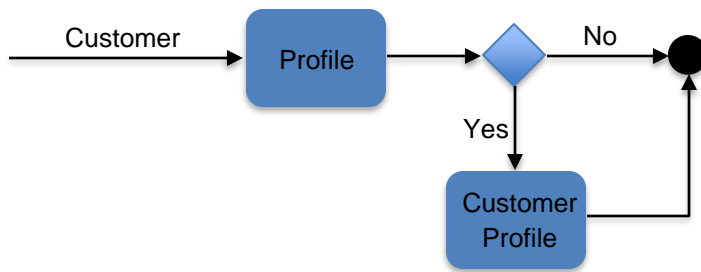 Customer
Profile
No
Yes
Customer
Profile